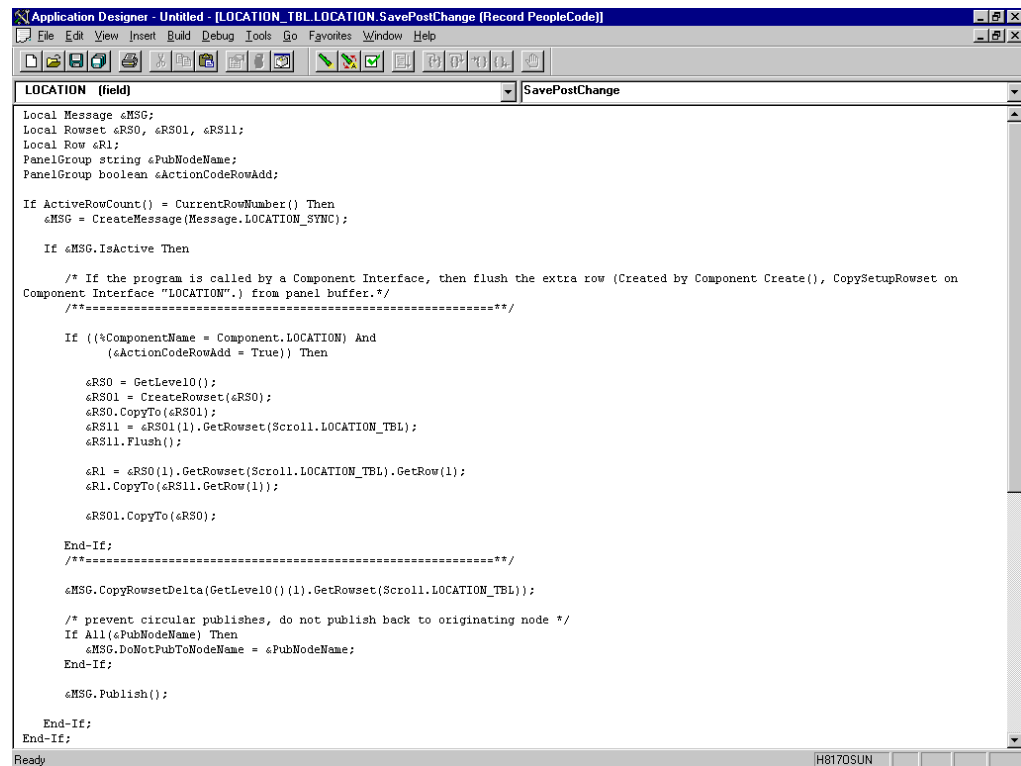 Application Designer - Untitled - [LOCATION_TBL.LOCATION.SavePostChange (Record PeopleCode)]
File Edit View Insert Build Debug Tools Go Favorites Window Help
LOCATION (field)
SavePostChange
Local Message &MSG;
Local Rowset &RS0, &RS01, &RS11;
Local Row &R1;
PanelGroup string &PubNodeName;
PanelGroup boolean &ActionCodeRowAdd;
If ActiveRowCount() = CurrentRowNumber() Then
&MSG = CreateMessage(Message.LOCATION_SYNC);
If &MSG.IsActive Then
/* If the program is called by a Component Interface, then flush the extra row (Created by Component Create(), CopySetupRowset on
Component Interface "LOCATION".) from panel buffer.*/
/**===========================================================**/
If ((%ComponentName = Component.LOCATION) And
(&ActionCodeRowAdd = True)) Then
&RS0 = GetLevel0();
&RS01 = CreateRowset(&RS0);
&RS0.CopyTo(&RS01);
&RS11 = &RS01(1).GetRowset(Scroll.LOCATION_TBL);
&RS11.Flush();
&R1 = &RS0(1).GetRowset(Scroll.LOCATION_TBL).GetRow(1);
&R1.CopyTo(&RS11.GetRow(1));
&RS01.CopyTo(&RS0);
End-If;
/**===========================================================**/
&MSG.CopyRowsetDelta(GetLevel0()(1).GetRowset(Scroll.LOCATION_TBL));
/* prevent circular publishes, do not publish back to originating node */
If All(&PubNodeName) Then
&MSG.DoNotPubToNodeName = &PubNodeName;
End-If;
&MSG.Publish();
End-If;
End-If;
Ready
H8170SUN